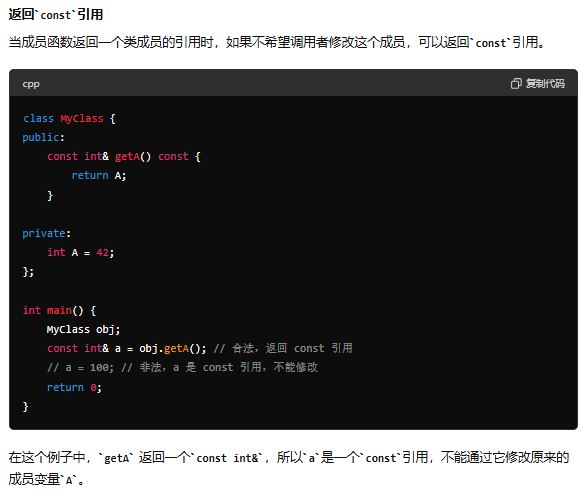 返回`const`引用
当成员函数返回一个类成员的引用时，如果不希望调用者修改这个成员，可以返回`const`引用。
cpp
复制代码
class MyClass {
public:
    const int& getA() const {
        return A;
    }

private:
    int A = 42;
};

int main() {
    MyClass obj;
    const int& a = obj.getA(); // 合法，返回 const 引用
    // a = 100; // 非法，a 是 const 引用，不能修改
    return 0;
}
在这个例子中，`getA` 返回一个`const int&`，所以`a`是一个`const`引用，不能通过它修改原来的
成员变量`A`。